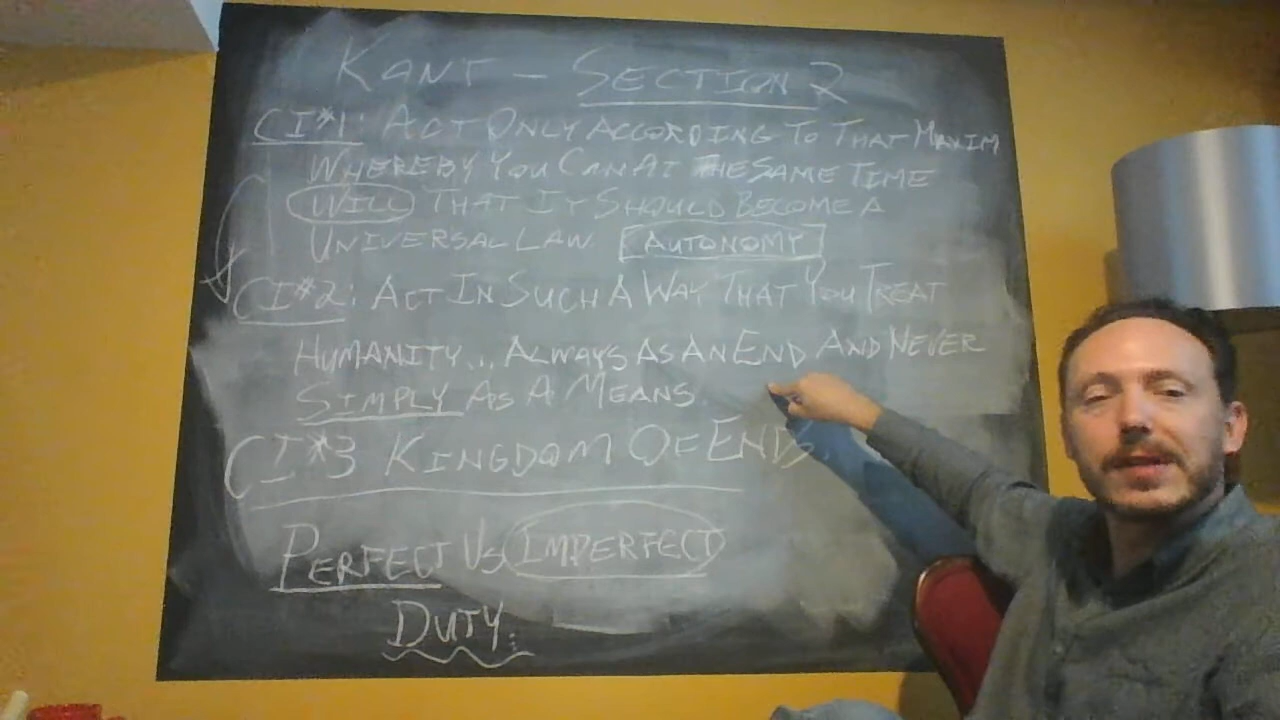 KANT - SECTION 2
CI#1: ACT ONLY ACCORDING TO THAT MAXIM
WHEREBY YOU CAN AT THE SAME TIME
WILL THAT IT SHOULD BECOME A
UNIVERSAL LAW AUTONOMY
CI#2: ACT IN SUCH A WAY THAT YOU TREAT
HUMANITY... ALWAYS AS AN END AND NEVER
SIMPLY AS A MEANS.
CI#3 KINGDOM OF ENDS.
PERFECT VS IMPERFECT
DUTY: